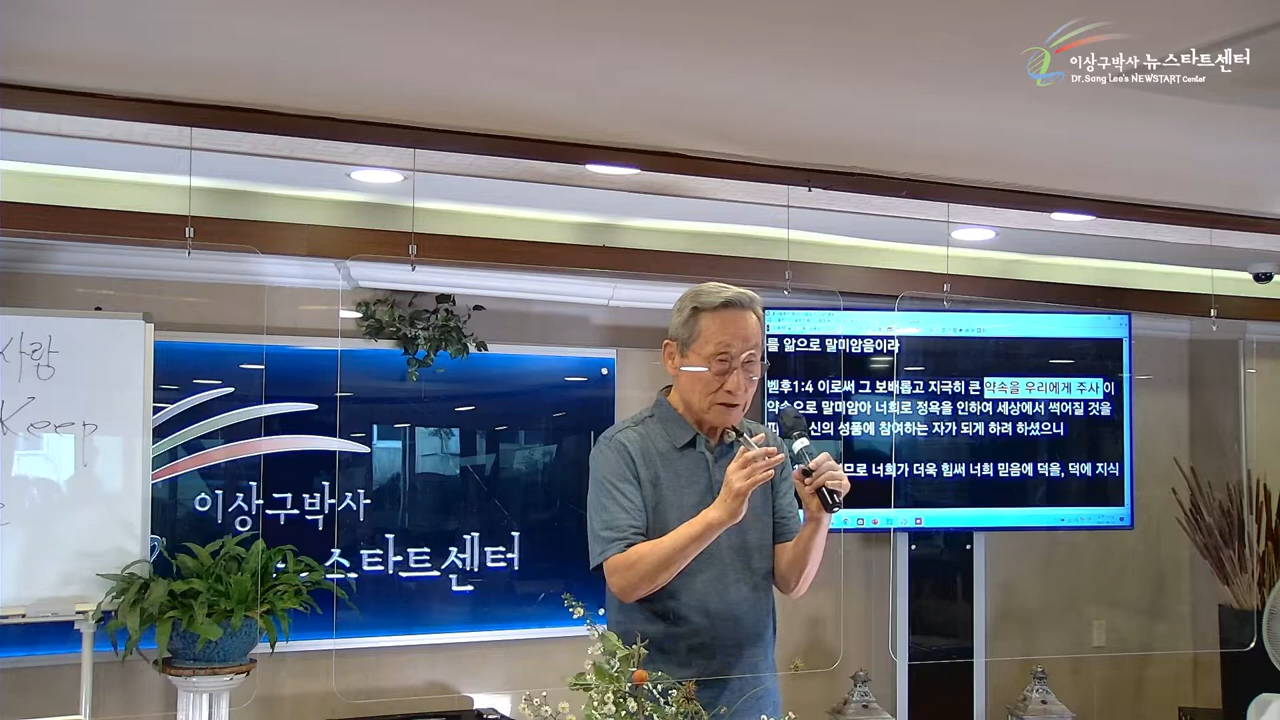 이상구박사 뉴스타트센터
Dr. Sang Lee's NEWSTART Center
사람
Keep
이상구박사
스타트센터
를 앎으로 말미암음이라
벧후1:4 이로써 그 보배롭고 지극히 큰 약속을 우리에게 주사 이
약속으로 말미암아 너희로 정욕을 인하여 세상에서 썩어질 것을
신의 성품에 참여하는 자가 되게 하려 하셨으니
므로 너희가 더욱 힘써 너희 믿음에 덕을, 덕에 지식